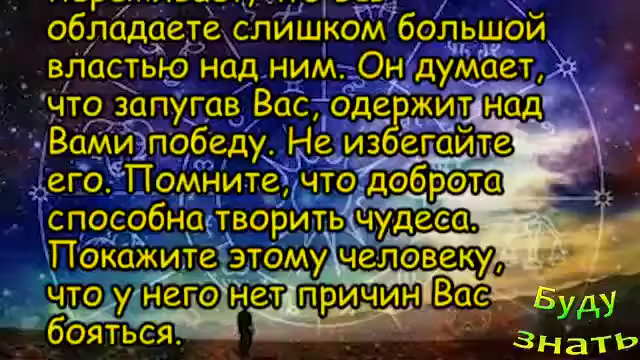 обладаете слишком большой
властью над ним. Он думает,
что запугав Вас, одержит над
Вами победу. Не избегайте
его. Помните, что доброта
способна творить чудеса.
Покажите этому человеку,
что у него нет причин Вас
бояться.
Буду
знать